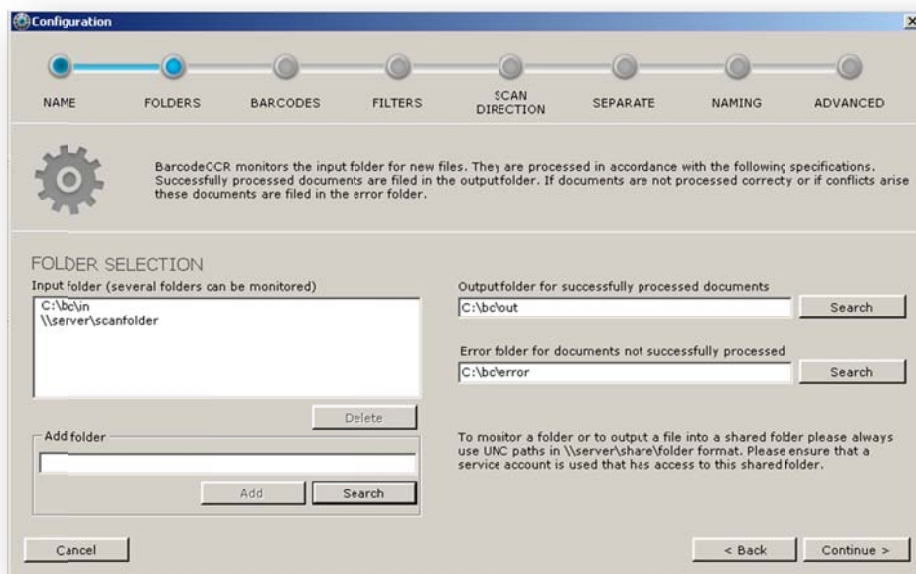 Configuration
NAME
FOLDERS
BARCODES
FILTERS
SCAN
DIRECTION
SEPARATE
NAMING
ADVANCED
BarcodeOCR monitors the input folder for new files. They are processed in accordance with the following specifications.
Successfully processed documents are filed in the outputfolder. If documents are not processed correcty or if conflicts arise
these documents are filed in the error folder.
FOLDER SELECTION
Input folder (several folders can be monitored)
C:\bc\in
\\server\scanfolder
Delete
Add folder
Add
Search
Outputfolder for successfully processed documents
C:\bc\out
Search
Error folder for documents not successfully processed
C:\bc\error
Search
To monitor a folder or to output a file into a shared folder please always
use UNC paths in \\server\share\folder format. Please ensure that a
service account is used that has access to this shared folder.
Cancel
< Back
Continue >